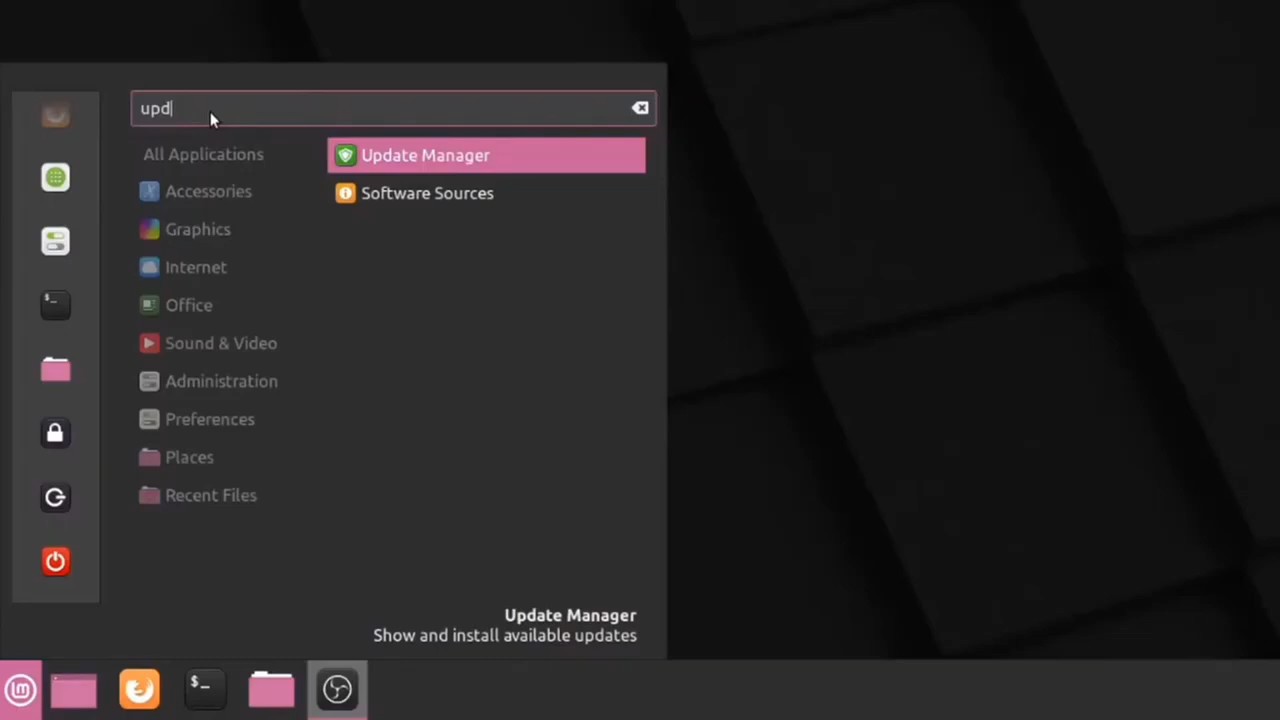 upd
All Applications
Update Manager
Accessories
Software Sources
Graphics
Internet
Office
Sound & Video
Administration
Preferences
Places
Recent Files
Update Manager
Show and install available updates
$_
$_
lm